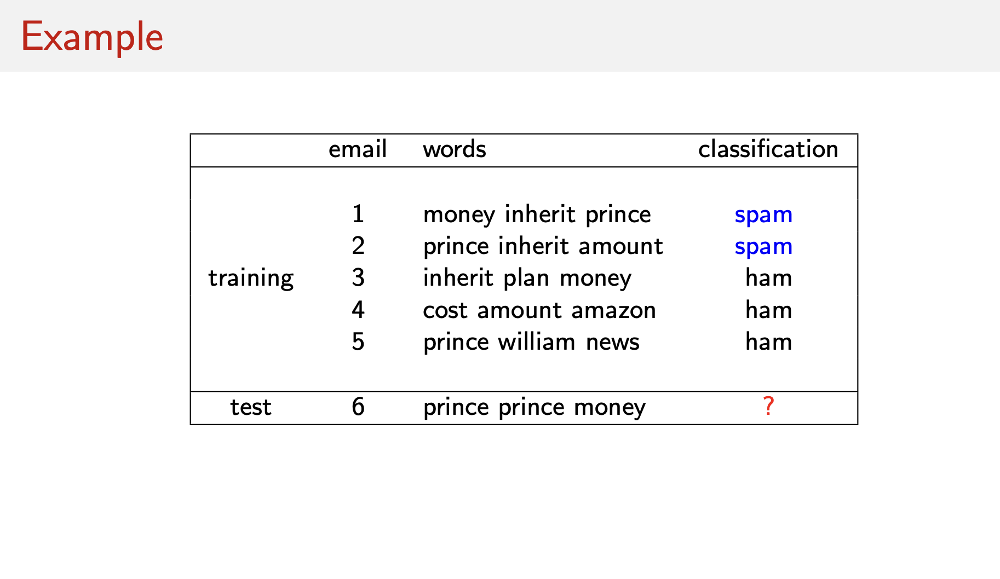 Example
email words classification
1 money inherit prince spam
2 prince inherit amount spam
training 3 inherit plan money ham
4 cost amount amazon ham
5 prince william news ham
test 6 prince prince money ?